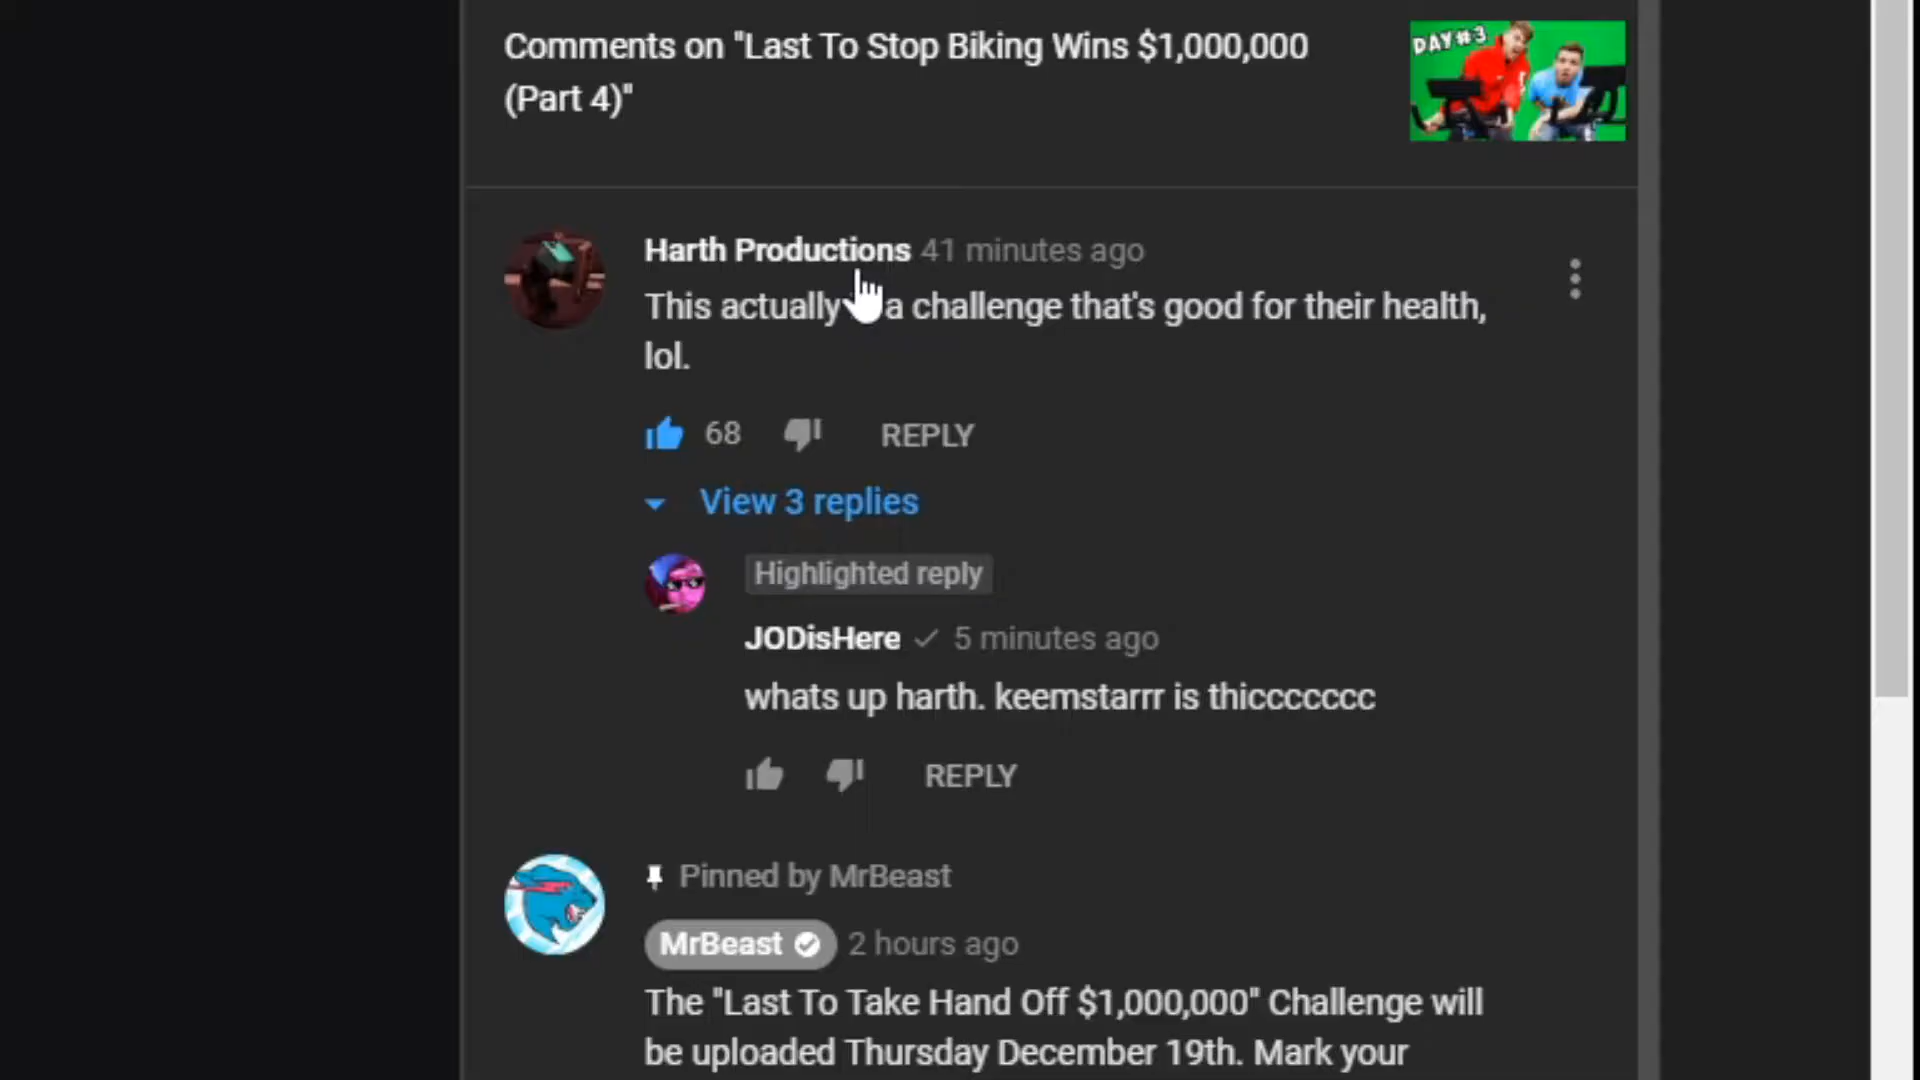 Comments on "Last To Stop Biking Wins $1,000,000
(Part 4)"
DAY#3
Harth Productions 41 minutes ago
This actually a challenge that's good for their health,
lol.
68 REPLY
View 3 replies
Highlighted reply
JODisHere 5 minutes ago
whats up harth. keemstarrr is thiccccccc
REPLY
Pinned by MrBeast
MrBeast 2 hours ago
The "Last To Take Hand Off $1,000,000" Challenge will
be uploaded Thursday December 19th. Mark your